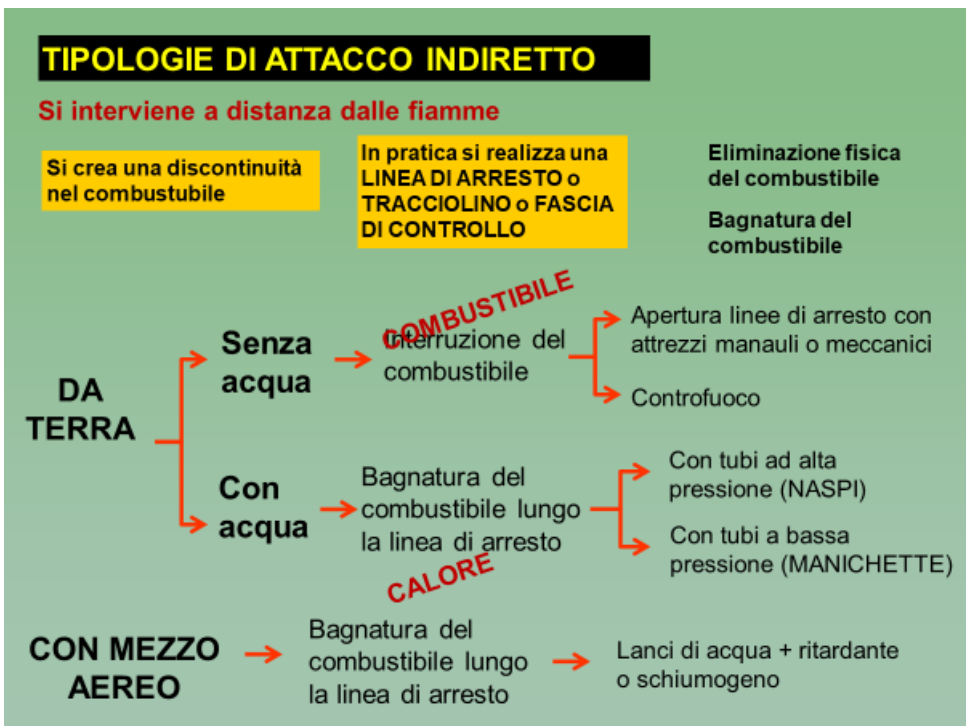 TIPOLOGIE DI ATTACCO INDIRETTO
Si interviene a distanza dalle fiamme
Si crea una discontinuità
nel combustubile
In pratica si realizza una
LINEA DI ARRESTO o
TRACCIOLINO o FASCIA
DI CONTROLLO
Eliminazione fisica
del combustibile
Bagnatura del
combustibile
DA
TERRA
Senza
acqua
COMBUSTIBILE
Interruzione del
combustibile
Apertura linee di arresto con
attrezzi manauli o meccanici
Controfuoco
Con
acqua
Bagnatura del
combustibile lungo
la linea di arresto
CALORE
Con tubi ad alta
pressione (NASPI)
Con tubi a bassa
pressione (MANICHETTE)
CON MEZZO
AEREO
Bagnatura del
combustibile lungo
la linea di arresto
Lanci di acqua + ritardante
o schiumogeno